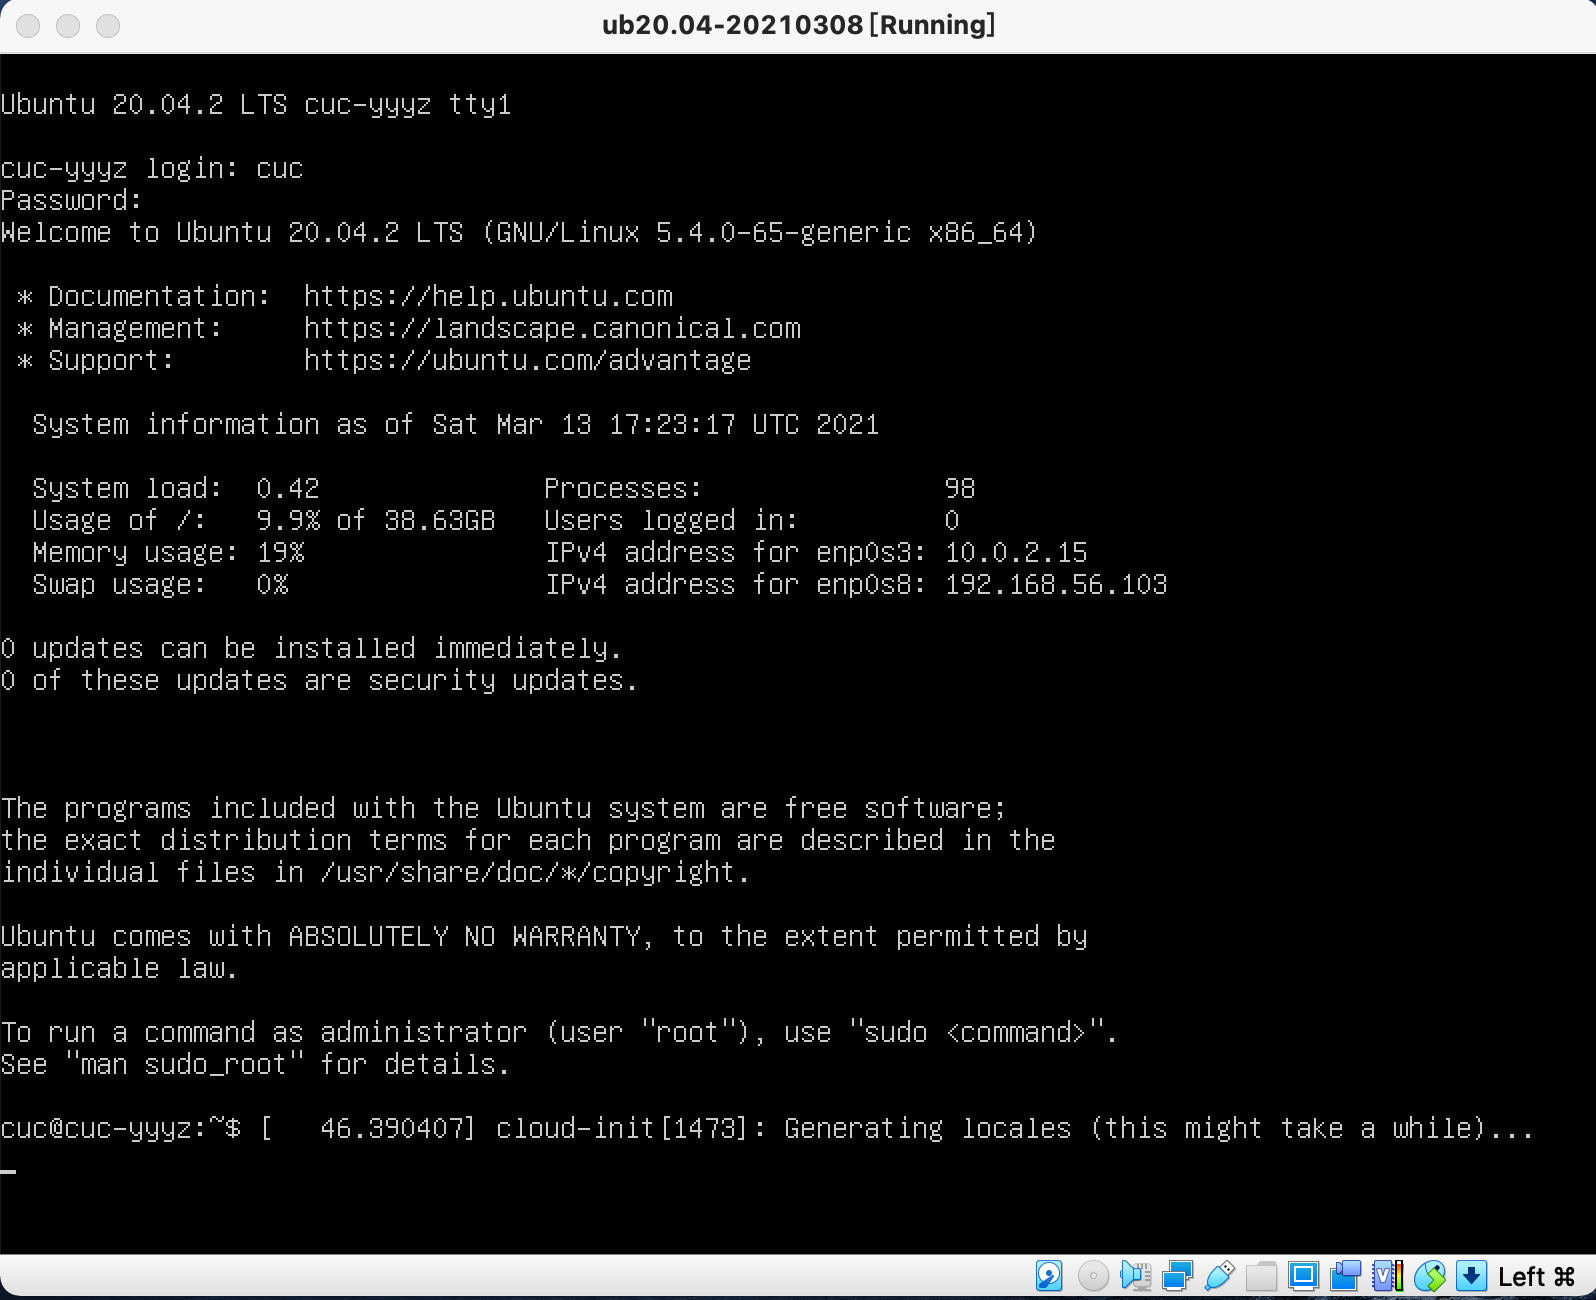 ub20.04-20210308 [Running]
Ubuntu 20.04.2 LTS cuc-yyyz tty1
cuc-yyyz login: cuc
Password:
Welcome to Ubuntu 20.04.2 LTS (GNU/Linux 5.4.0-65-generic x86_64)
* Documentation:  https://help.ubuntu.com
* Management:     https://landscape.canonical.com
* Support:        https://ubuntu.com/advantage
System information as of Sat Mar 13 17:23:17 UTC 2021
System load:  0.42              Processes:               98
Usage of /:   9.9% of 38.63GB   Users logged in:         0
Memory usage: 19%               IPv4 address for enp0s3: 10.0.2.15
Swap usage:   0%                IPv4 address for enp0s8: 192.168.56.103
0 updates can be installed immediately.
0 of these updates are security updates.
The programs included with the Ubuntu system are free software;
the exact distribution terms for each program are described in the
individual files in /usr/share/doc/*/copyright.
Ubuntu comes with ABSOLUTELY NO WARRANTY, to the extent permitted by
applicable law.
To run a command as administrator (user "root"), use "sudo <command>".
See "man sudo_root" for details.
cuc@cuc-yyyz:~$ [   46.390407] cloud-init[1473]: Generating locales (this might take a while)...
Left ⌘